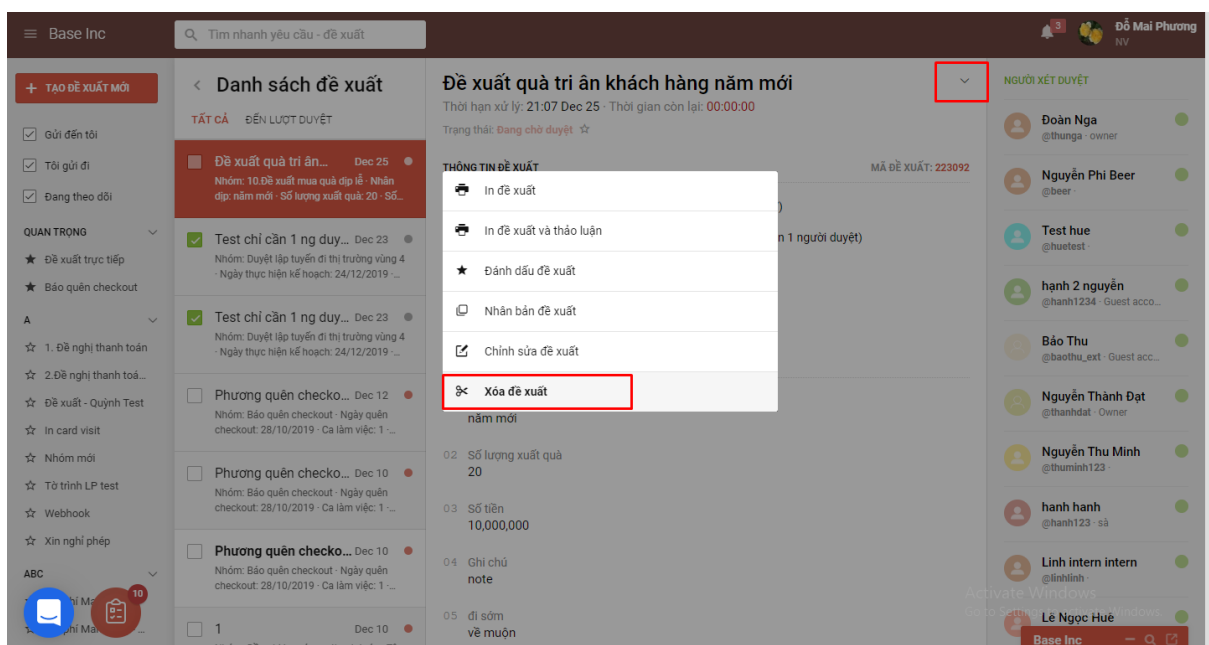 Base Inc
Tìm nhanh yêu cầu - đề xuất
3
Đỗ Mai Phương
NV
+ TẠO ĐỀ XUẤT MỚI
Gửi đến tôi
Tôi gửi đi
Đang theo dõi
QUAN TRỌNG
Đề xuất trực tiếp
Báo quên checkout
A
1. Đề nghị thanh toán
2.Đề nghị thanh toá...
Đề xuất - Quỳnh Test
In card visit
Nhóm mới
Tờ trình LP test
Webhook
Xin nghỉ phép
ABC
10
Danh sách đề xuất
TẤT CẢ ĐẾN LƯỢT DUYỆT
Đề xuất quà tri ân... Dec 25
Nhóm: 10.Đề xuất mua quà dịp lễ · Nhân
dịp: năm mới · Số lượng xuất quà: 20 · Số...
Test chỉ cần 1 ng duy... Dec 23
Nhóm: Duyệt lập tuyến đi thị trường vùng 4
· Ngày thực hiện kế hoạch: 24/12/2019 ·...
Test chỉ cần 1 ng duy... Dec 23
Nhóm: Duyệt lập tuyến đi thị trường vùng 4
· Ngày thực hiện kế hoạch: 24/12/2019 ·...
Phương quên checko... Dec 12
Nhóm: Báo quên checkout · Ngày quên
checkout: 28/10/2019 · Ca làm việc: 1 ·...
Phương quên checko... Dec 10
Nhóm: Báo quên checkout · Ngày quên
checkout: 28/10/2019 · Ca làm việc: 1 ·...
Phương quên checko... Dec 10
Nhóm: Báo quên checkout · Ngày quên
checkout: 28/10/2019 · Ca làm việc: 1 ·...
1 Dec 10
Đề xuất quà tri ân khách hàng năm mới
Thời hạn xử lý: 21:07 Dec 25 · Thời gian còn lại: 00:00:00
Trạng thái: Đang chờ duyệt
THÔNG TIN ĐỀ XUẤT MÃ ĐỀ XUẤT: 223092
In đề xuất
)
In đề xuất và thảo luận
n 1 người duyệt)
Đánh dấu đề xuất
Nhân bản đề xuất
Chỉnh sửa đề xuất
Xóa đề xuất
năm mới
02 Số lượng xuất quà
20
03 Số tiền
10,000,000
04 Ghi chú
note
05 đi sớm
về muộn
NGƯỜI XÉT DUYỆT
Đoàn Nga
@thunga · owner
Nguyễn Phi Beer
@beer ·
Test hue
@huetest ·
hạnh 2 nguyễn
@hanh1234 · Guest acco...
Bảo Thu
@baothu_ext · Guest acc...
Nguyễn Thành Đạt
@thanhdat · Owner
Nguyễn Thu Minh
@thuminh123 ·
hanh hanh
@hanh123 · sâ
Linh intern intern
@linhlinh ·
Activate Windows
Lê Ngọc Huê
Base Inc